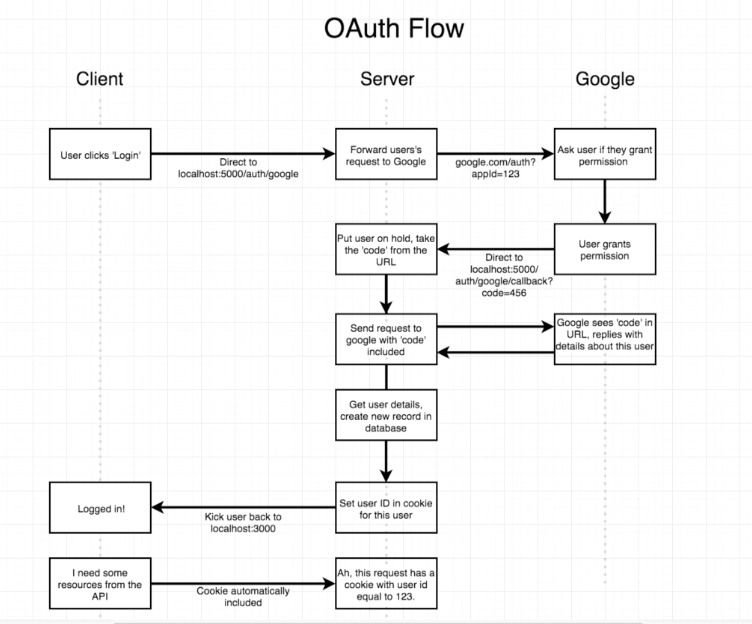 OAuth Flow
Client
Server
Google
User clicks 'Login'
Direct to
localhost:5000/auth/google
Forward users's
request to Google
google.com/auth?
appId=123
Ask user if they grant
permission
User grants
permission
Direct to
localhost:5000/
auth/google/callback?
code=456
Put user on hold, take
the 'code' from the
URL
Send request to
google with 'code'
included
Google sees 'code' in
URL, replies with
details about this user
Get user details,
create new record in
database
Set user ID in cookie
for this user
Kick user back to
localhost:3000
Logged in!
I need some
resources from the
API
Cookie automatically
included
Ah, this request has a
cookie with user id
equal to 123.